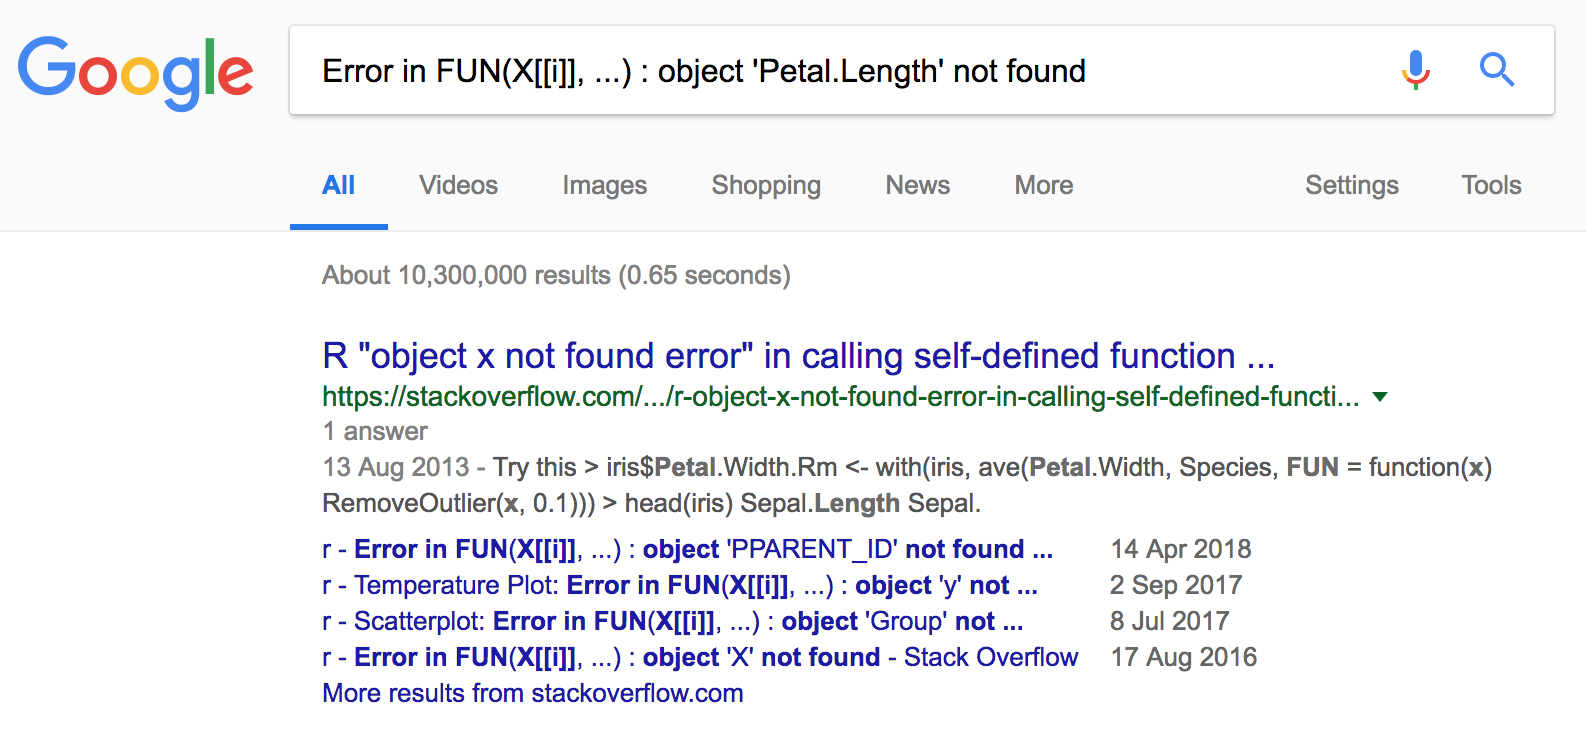 Google
Error in FUN(X[[i]], ...) : object 'Petal.Length' not found
All Videos Images Shopping News More Settings Tools
About 10,300,000 results (0.65 seconds)
R "object x not found error" in calling self-defined function ...
https://stackoverflow.com/.../r-object-x-not-found-error-in-calling-self-defined-functi...
1 answer
13 Aug 2013 - Try this > iris$Petal.Width.Rm <- with(iris, ave(Petal.Width, Species, FUN = function(x)
RemoveOutlier(x, 0.1))) > head(iris) Sepal.Length Sepal.
r - Error in FUN(X[[i]], ...) : object 'PPARENT_ID' not found ... 14 Apr 2018
r - Temperature Plot: Error in FUN(X[[i]], ...) : object 'y' not ... 2 Sep 2017
r - Scatterplot: Error in FUN(X[[i]], ...) : object 'Group' not ... 8 Jul 2017
r - Error in FUN(X[[i]], ...) : object 'X' not found - Stack Overflow 17 Aug 2016
More results from stackoverflow.com